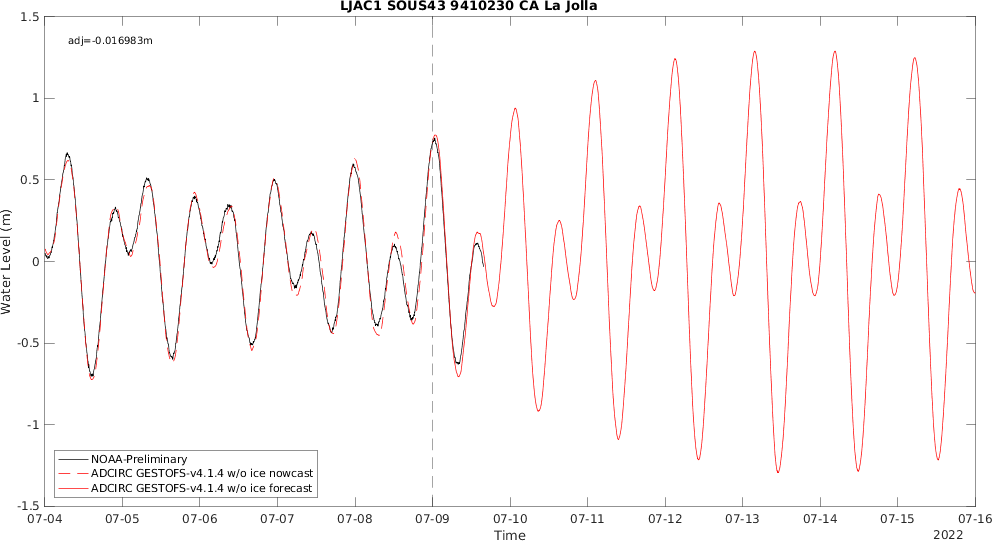 LJAC1 SOUS43 9410230 CA La Jolla
adj=-0.016983m
1.5
1
0.5
0
-0.5
-1
-1.5
Water Level (m)
NOAA-Preliminary
ADCIRC GESTOFS-v4.1.4 w/o ice nowcast
ADCIRC GESTOFS-v4.1.4 w/o ice forecast
07-04 07-05 07-06 07-07 07-08 07-09 07-10 07-11 07-12 07-13 07-14 07-15 07-16
Time
2022